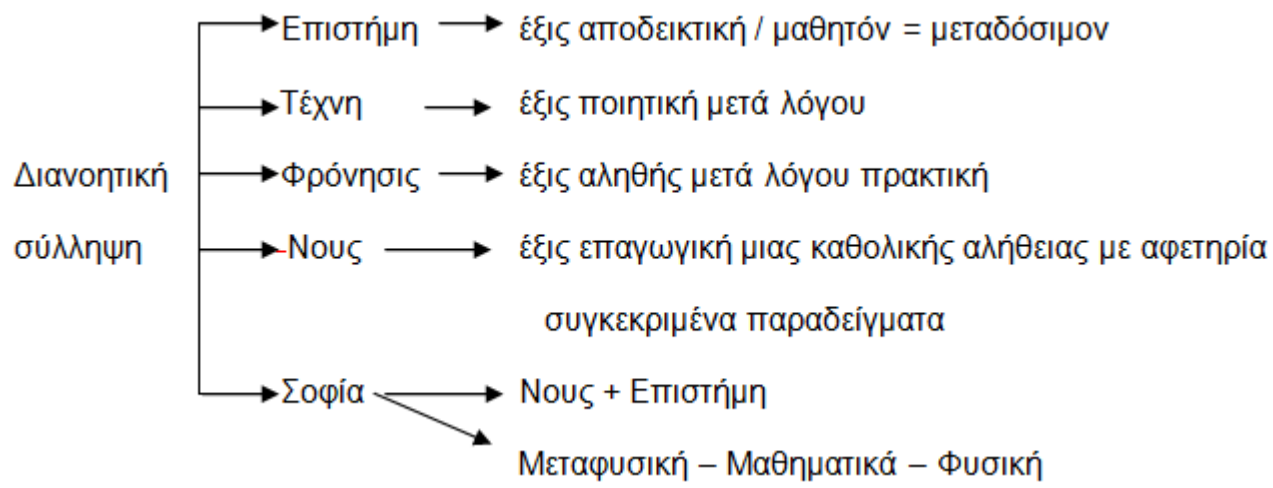 Επιστήμη έξις αποδεικτική / μαθητόν = μεταδόσιμον
Τέχνη έξις ποιητική μετά λόγου
Διανοητική Φρόνησις έξις αληθής μετά λόγου πρακτική
σύλληψη Νους έξις επαγωγική μιας καθολικής αλήθειας με αφετηρία
συγκεκριμένα παραδείγματα
Σοφία Νους + Επιστήμη
Μεταφυσική – Μαθηματικά – Φυσική